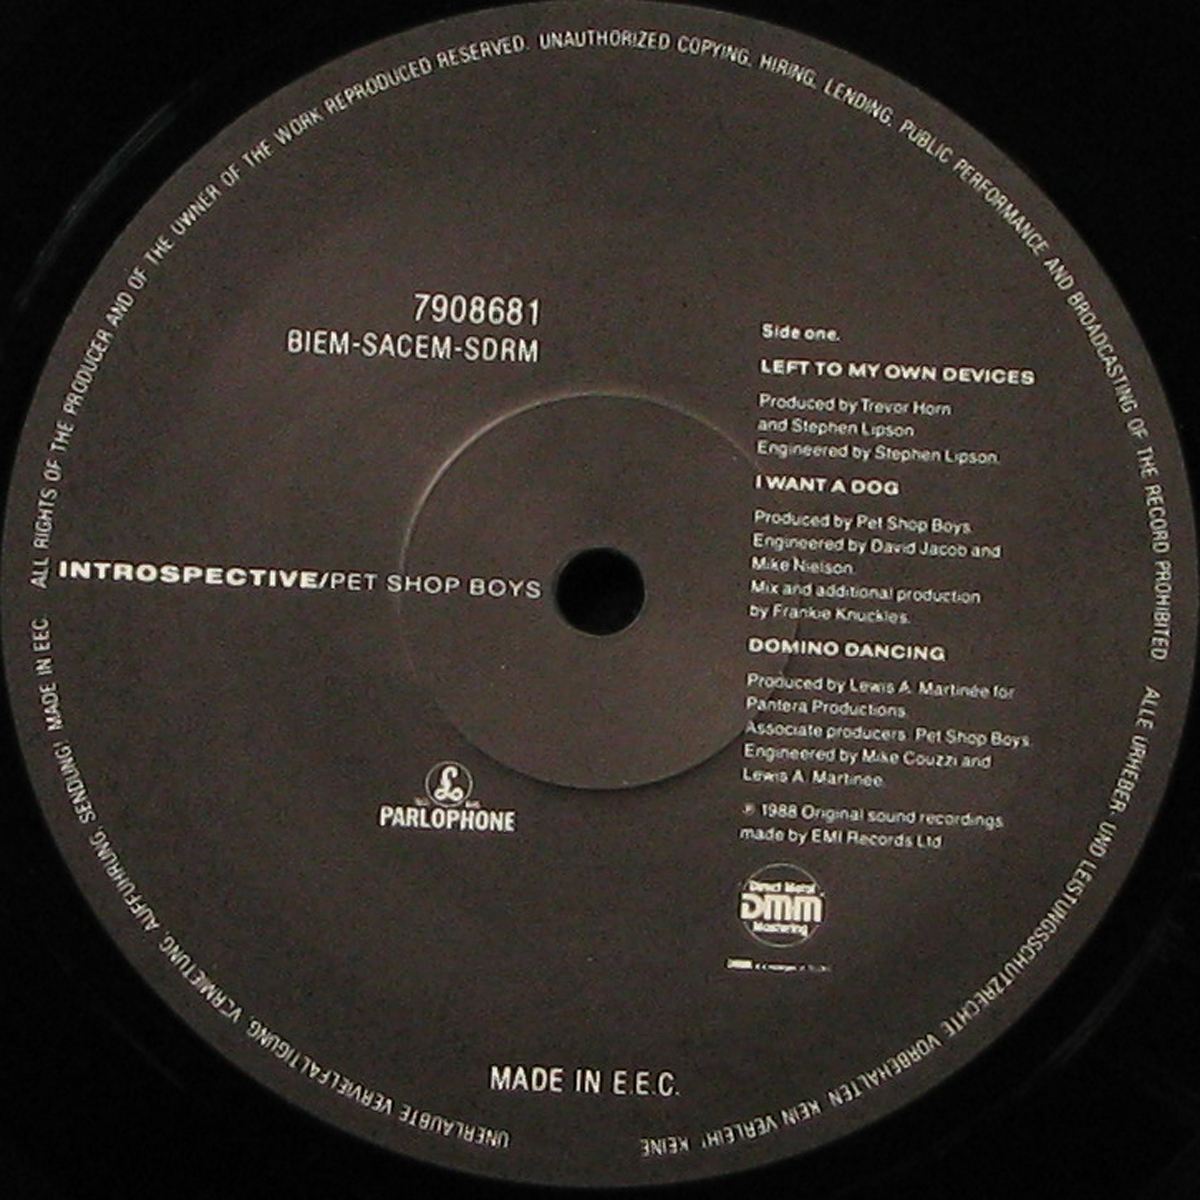 ALL RIGHTS OF THE PRODUCER AND OF THE OWNER OF THE WORK REPRODUCED RESERVED. UNAUTHORIZED COPYING, HIRING, LENDING, PUBLIC PERFORMANCE AND BROADCASTING OF THE RECORD PROHIBITED
ALLE URHEBER- UND LEISTUNGSSCHUTZRECHTE VORBEHALTEN KEIN VERLEIH! KEINE
UNERLAUBTE VERVIELFÄLTIGUNG, VERMIETUNG, AUFFÜHRUNG, SENDUNG! MADE IN EEC
7908681
BIEM-SACEM-SDRM
INTROSPECTIVE/PET SHOP BOYS
£
PARLOPHONE
Side one.
LEFT TO MY OWN DEVICES
Produced by Trevor Horn
and Stephen Lipson
Engineered by Stephen Lipson.
I WANT A DOG
Produced by Pet Shop Boys
Engineered by David Jacob and
Mike Nielson
Mix and additional production
by Frankie Knuckles.
DOMINO DANCING
Produced by Lewis A. Martinée for
Pantera Productions
Associate producers: Pet Shop Boys
Engineered by Mike Couzzi and
Lewis A. Martinée
℗ 1988 Original sound recordings
made by EMI Records Ltd
Direct Metal
DMM
Mastering
MADE IN E.E.C.